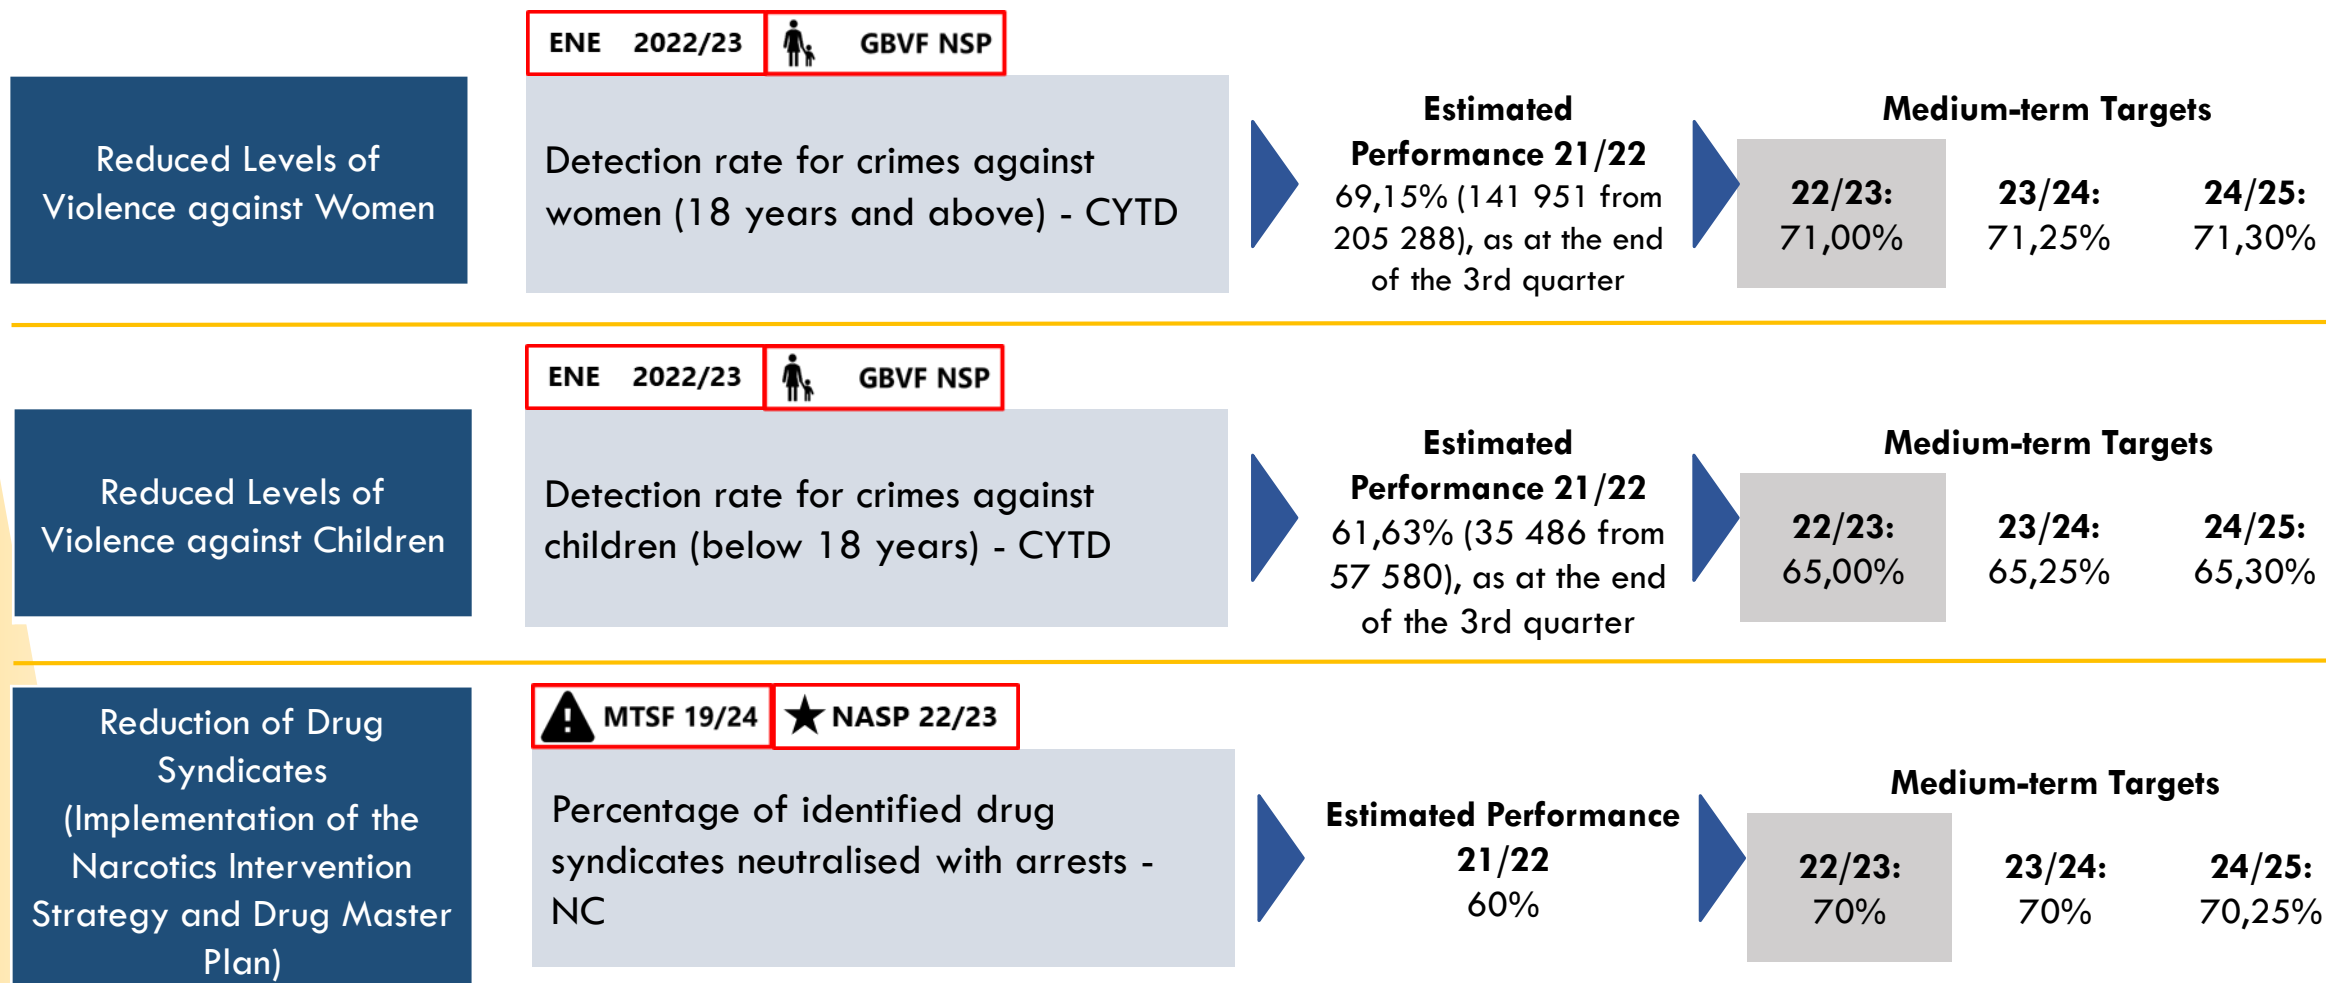 ENE 2022/23 GBVF NSP
Reduced Levels of
Violence against Women
Detection rate for crimes against
women (18 years and above) - CYTD
Estimated
Performance 21/22
69,15% (141 951 from
205 288), as at the end
of the 3rd quarter
Medium-term Targets
22/23: 23/24: 24/25:
71,00% 71,25% 71,30%
ENE 2022/23 GBVF NSP
Reduced Levels of
Violence against Children
Detection rate for crimes against
children (below 18 years) - CYTD
Estimated
Performance 21/22
61,63% (35 486 from
57 580), as at the end
of the 3rd quarter
Medium-term Targets
22/23: 23/24: 24/25:
65,00% 65,25% 65,30%
MTSF 19/24 NASP 22/23
Reduction of Drug
Syndicates
(Implementation of the
Narcotics Intervention
Strategy and Drug Master
Plan)
Percentage of identified drug
syndicates neutralised with arrests -
NC
Estimated Performance
21/22
60%
Medium-term Targets
22/23: 23/24: 24/25:
70% 70% 70,25%